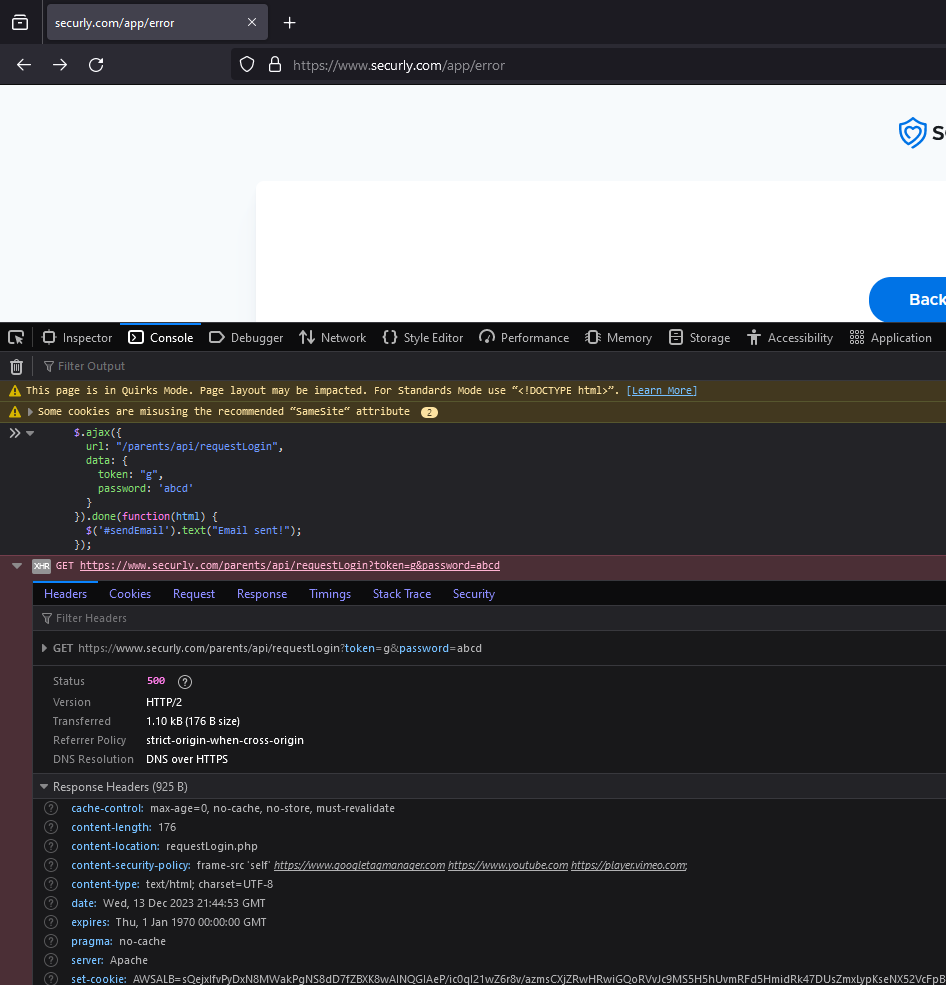 securly.com/app/error
https://www.securly.com/app/error
Back
Inspector Console Debugger Network Style Editor Performance Memory Storage Accessibility Application
Filter Output
This page is in Quirks Mode. Page layout may be impacted. For Standards Mode use “<!DOCTYPE html>”. [Learn More]
Some cookies are misusing the recommended “SameSite“ attribute 2
$.ajax({
url: "/parents/api/requestLogin",
data: {
token: "g",
password: 'abcd'
}
}).done(function(html) {
$('#sendEmail').text("Email sent!");
});
XHR GET https://www.securly.com/parents/api/requestLogin?token=g&password=abcd
Headers Cookies Request Response Timings Stack Trace Security
Filter Headers
GET https://www.securly.com/parents/api/requestLogin?token=g&password=abcd
Status 500 ?
Version HTTP/2
Transferred 1.10 kB (176 B size)
Referrer Policy strict-origin-when-cross-origin
DNS Resolution DNS over HTTPS
Response Headers (925 B)
? cache-control: max-age=0, no-cache, no-store, must-revalidate
? content-length: 176
? content-location: requestLogin.php
? content-security-policy: frame-src 'self' https://www.googletagmanager.com https://www.youtube.com https://player.vimeo.com;
? content-type: text/html; charset=UTF-8
? date: Wed, 13 Dec 2023 21:44:53 GMT
? expires: Thu, 1 Jan 1970 00:00:00 GMT
? pragma: no-cache
? server: Apache
? set-cookie: